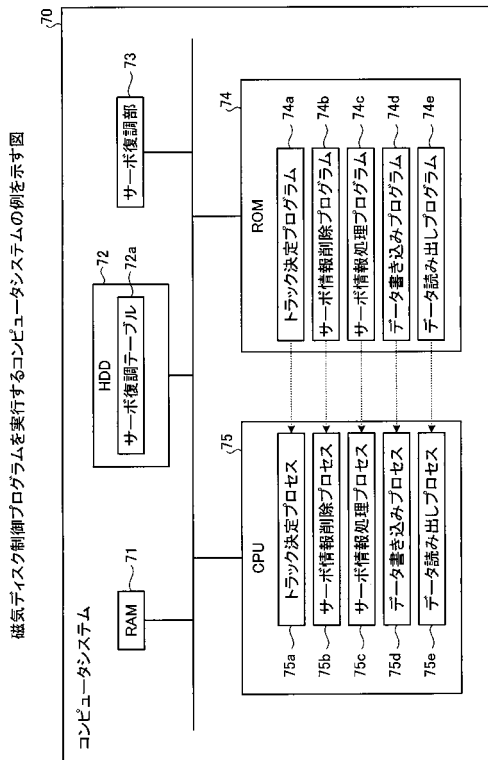 磁気ディスク制御プログラムを実行するコンピュータシステムの例を示す図
70
コンピュータシステム
71
RAM
72
HDD
72a
サーボ復調テーブル
73
サーボ復調部
75
CPU
75a
トラック決定プロセス
75b
サーボ情報削除プロセス
75c
サーボ情報処理プロセス
75d
データ書き込みプロセス
75e
データ読み出しプロセス
74
ROM
トラック決定プログラム
74a
サーボ情報削除プログラム
74b
サーボ情報処理プログラム
74c
データ書き込みプログラム
74d
データ読み出しプログラム
74e